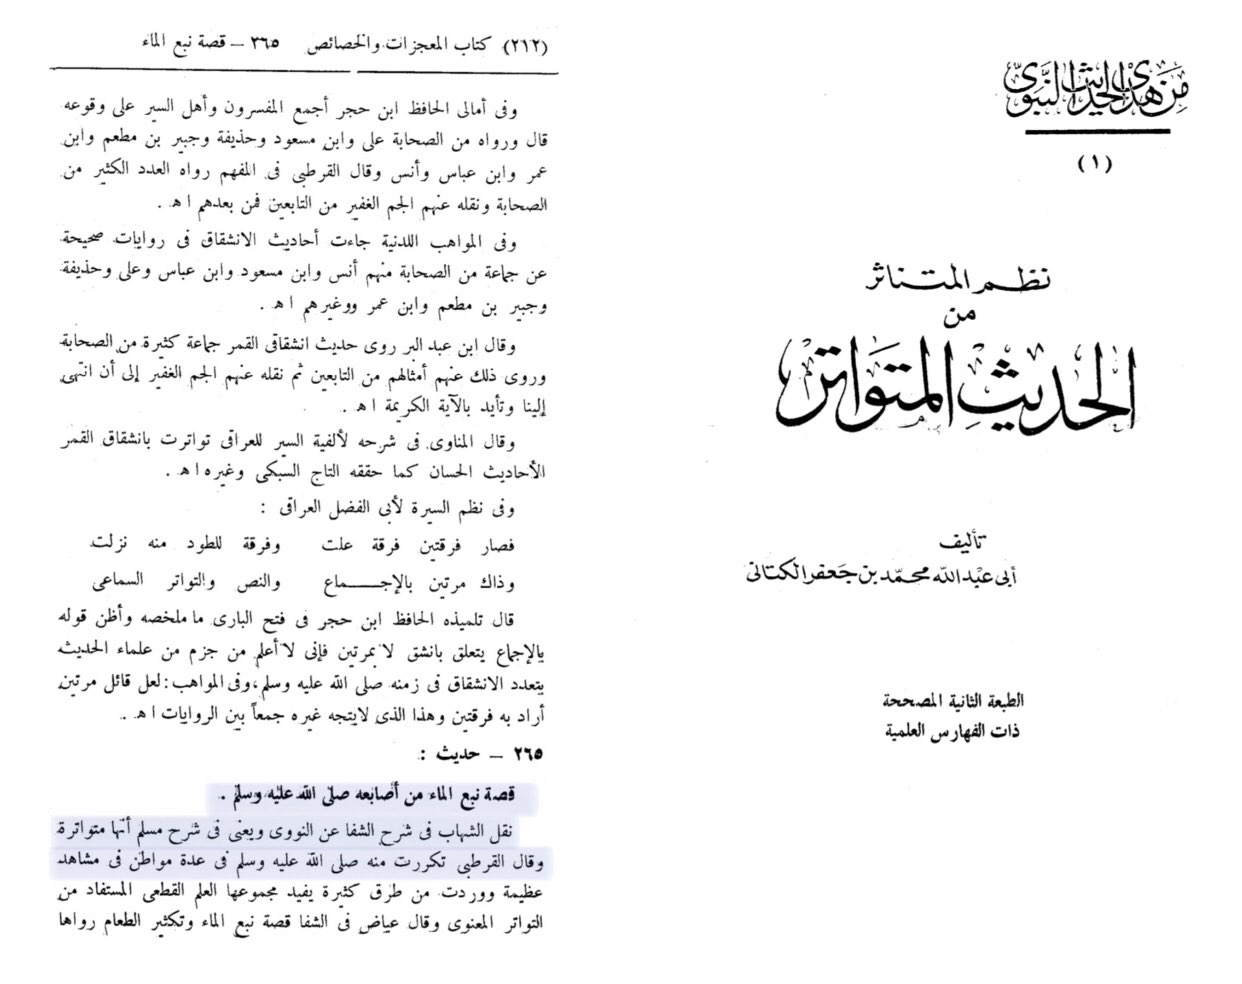 من هدى الحديث النبوى
(١)
نظم المتناثر
من
الحديث المتواتر
تأليف
أبى عبد الله محمد بن جعفر الكتانى
الطبعة الثانية المصححة
ذات الفهارس العلمية
(٢١٢) كتاب المعجزات والخصائص ٣٦٥ – قصة نبع الماء
وفى أمالى الحافظ ابن حجر أجمع المفسرون وأهل السير على وقوعه
قال ورواه من الصحابة على وابن مسعود وحذيفة وجبير بن مطعم وابن
عمر وابن عباس وأنس وقال القرطبى فى المفهم رواه العدد الكثير من
الصحابة ونقله عنهم الجم الغفير من التابعين فمن بعدهم اهـ .
وفى المواهب اللدنية جاءت أحاديث الانشقاق فى روايات صحيحة
عن جماعة من الصحابة منهم أنس وابن مسعود وابن عباس وعلى وحذيفة
وجبير بن مطعم وابن عمر ووغيرهم اهـ .
وقال ابن عبد البر روى حديث انشقاقى القمر جماعة كثيرة من الصحابة
وروى ذلك عنهم أمثالهم من التابعين ثم نقله عنهم الجم الغفير إلى أن انتهى
إلينا وتأيد بالآية الكريمة اهـ .
وقال المناوى فى شرحه لألفية السير للعراقى تواترت بانشقاق القمر
الأحاديث الحسان كما حققه التاج السبكى وغيره اهـ .
وفى نظم السيرة لأبى الفضل العراقى :
فصار فرقتين فرقة علت وفرقة للطود منه نزلت
وذاك مرتين بالإجـــــماع والنص والتواتر السماعى
قال تلميذه الحافظ ابن حجر فى فتح البارى ما ملخصه وأظن قوله
بالإجماع يتعلق بانشق لا بمرتين فإنى لا أعلم من جزم من علماء الحديث
بتعدد الانشقاق فى زمنه صلى الله عليه وسلم، وفى المواهب : لعل قائل مرتين
أراد به فرقتين وهذا الذى لايتجه غيره جمعاً بين الروايات اهـ .
٢٦٥ – حديث :
قصة نبع الماء من أصابعه صلى الله عليه وسلم .
نقل الشهاب فى شرح الشفا عن النووى ويعنى فى شرح مسلم أنها متواترة
وقال القرطبى تكررت منه صلى الله عليه وسلم فى عدة مواطن فى مشاهد
عظيمة ووردت من طرق كثيرة يفيد مجموعها العلم القطعى المستفاد من
التواتر المعنوى وقال عياض فى الشفا قصة نبع الماء وتكثير الطعام رواها